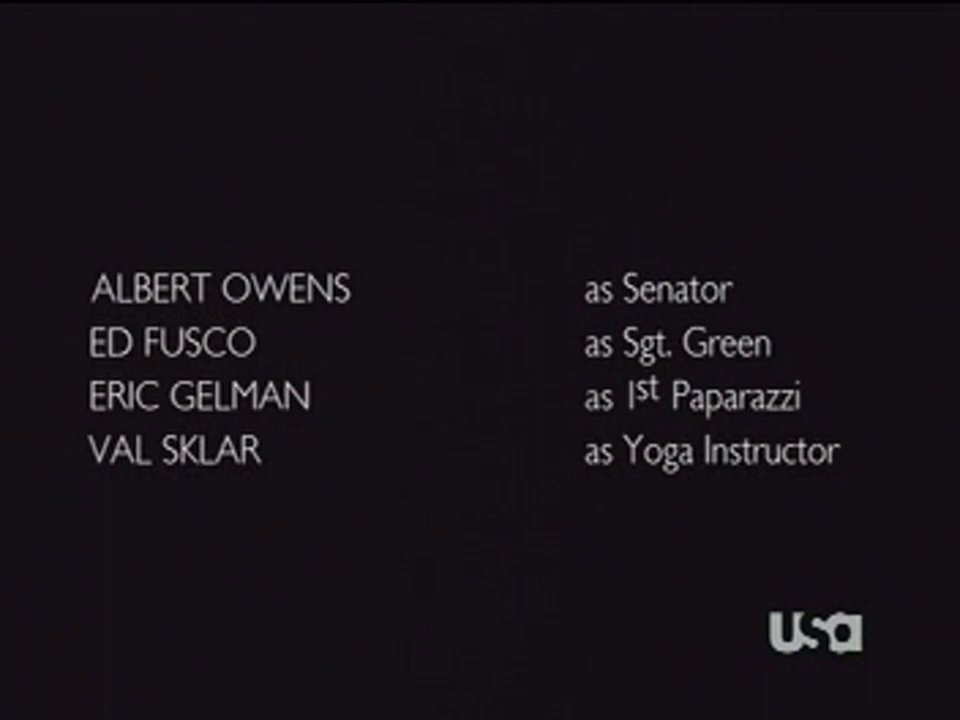 ALBERT OWENS as Senator
ED FUSCO as Sgt. Green
ERIC GELMAN as 1st Paparazzi
VAL SKLAR as Yoga Instructor
usa